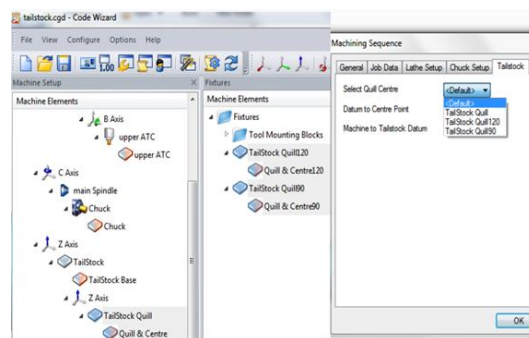 tailstock.cgd - Code Wizard
File View Configure Options Help
Machine Setup
Machine Elements
B Axis
upper ATC
upper ATC
C Axis
main Spindle
Chuck
Chuck
Z Axis
TailStock
TailStock Base
Z Axis
TailStock Quill
Quill & Centre
Fixtures
Machine Elements
Fixtures
Tool Mounting Blocks
TailStock Quill120
Quill & Centre120
TailStock Quill90
Quill & Centre90
Machining Sequence
General Job Data Lathe Setup Chuck Setup Tailstock
Select Quill Centre <Default>
<Default>
TailStock Quill
TailStock Quill120
TailStock Quill90
Datum to Centre Point
Machine to Tailstock Datum
OK